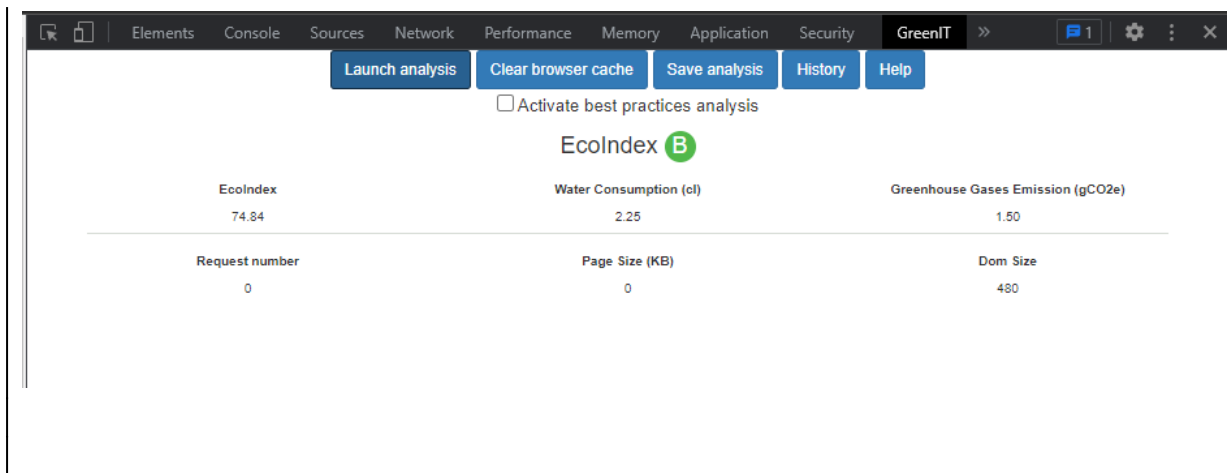 Elements Console Sources Network Performance Memory Application Security GreenIT » 1
Launch analysis Clear browser cache Save analysis History Help
Activate best practices analysis
EcoIndex B
EcoIndex Water Consumption (cl) Greenhouse Gases Emission (gCO2e)
74.84 2.25 1.50
Request number Page Size (KB) Dom Size
0 0 480